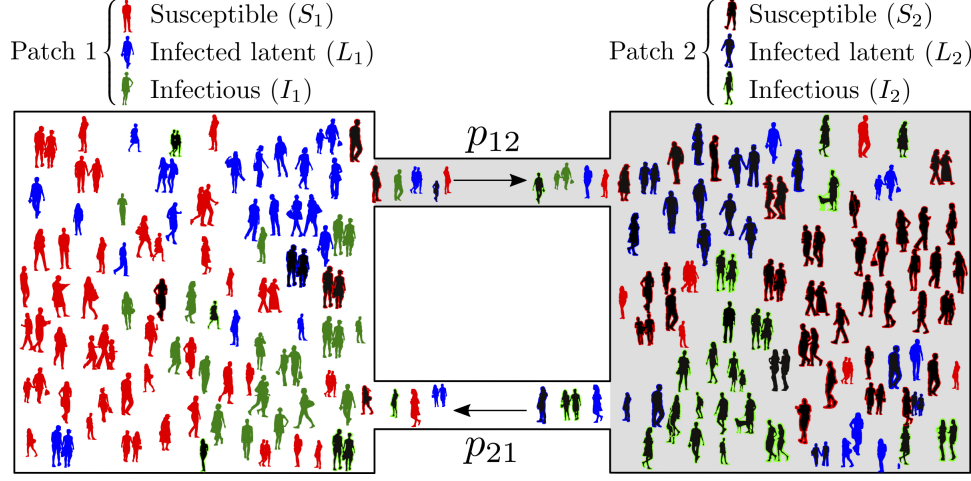 Patch 1
Susceptible (S₁)
Infected latent (L₁)
Infectious (I₁)
Patch 2
Susceptible (S₂)
Infected latent (L₂)
Infectious (I₂)
p₁₂
p₂₁